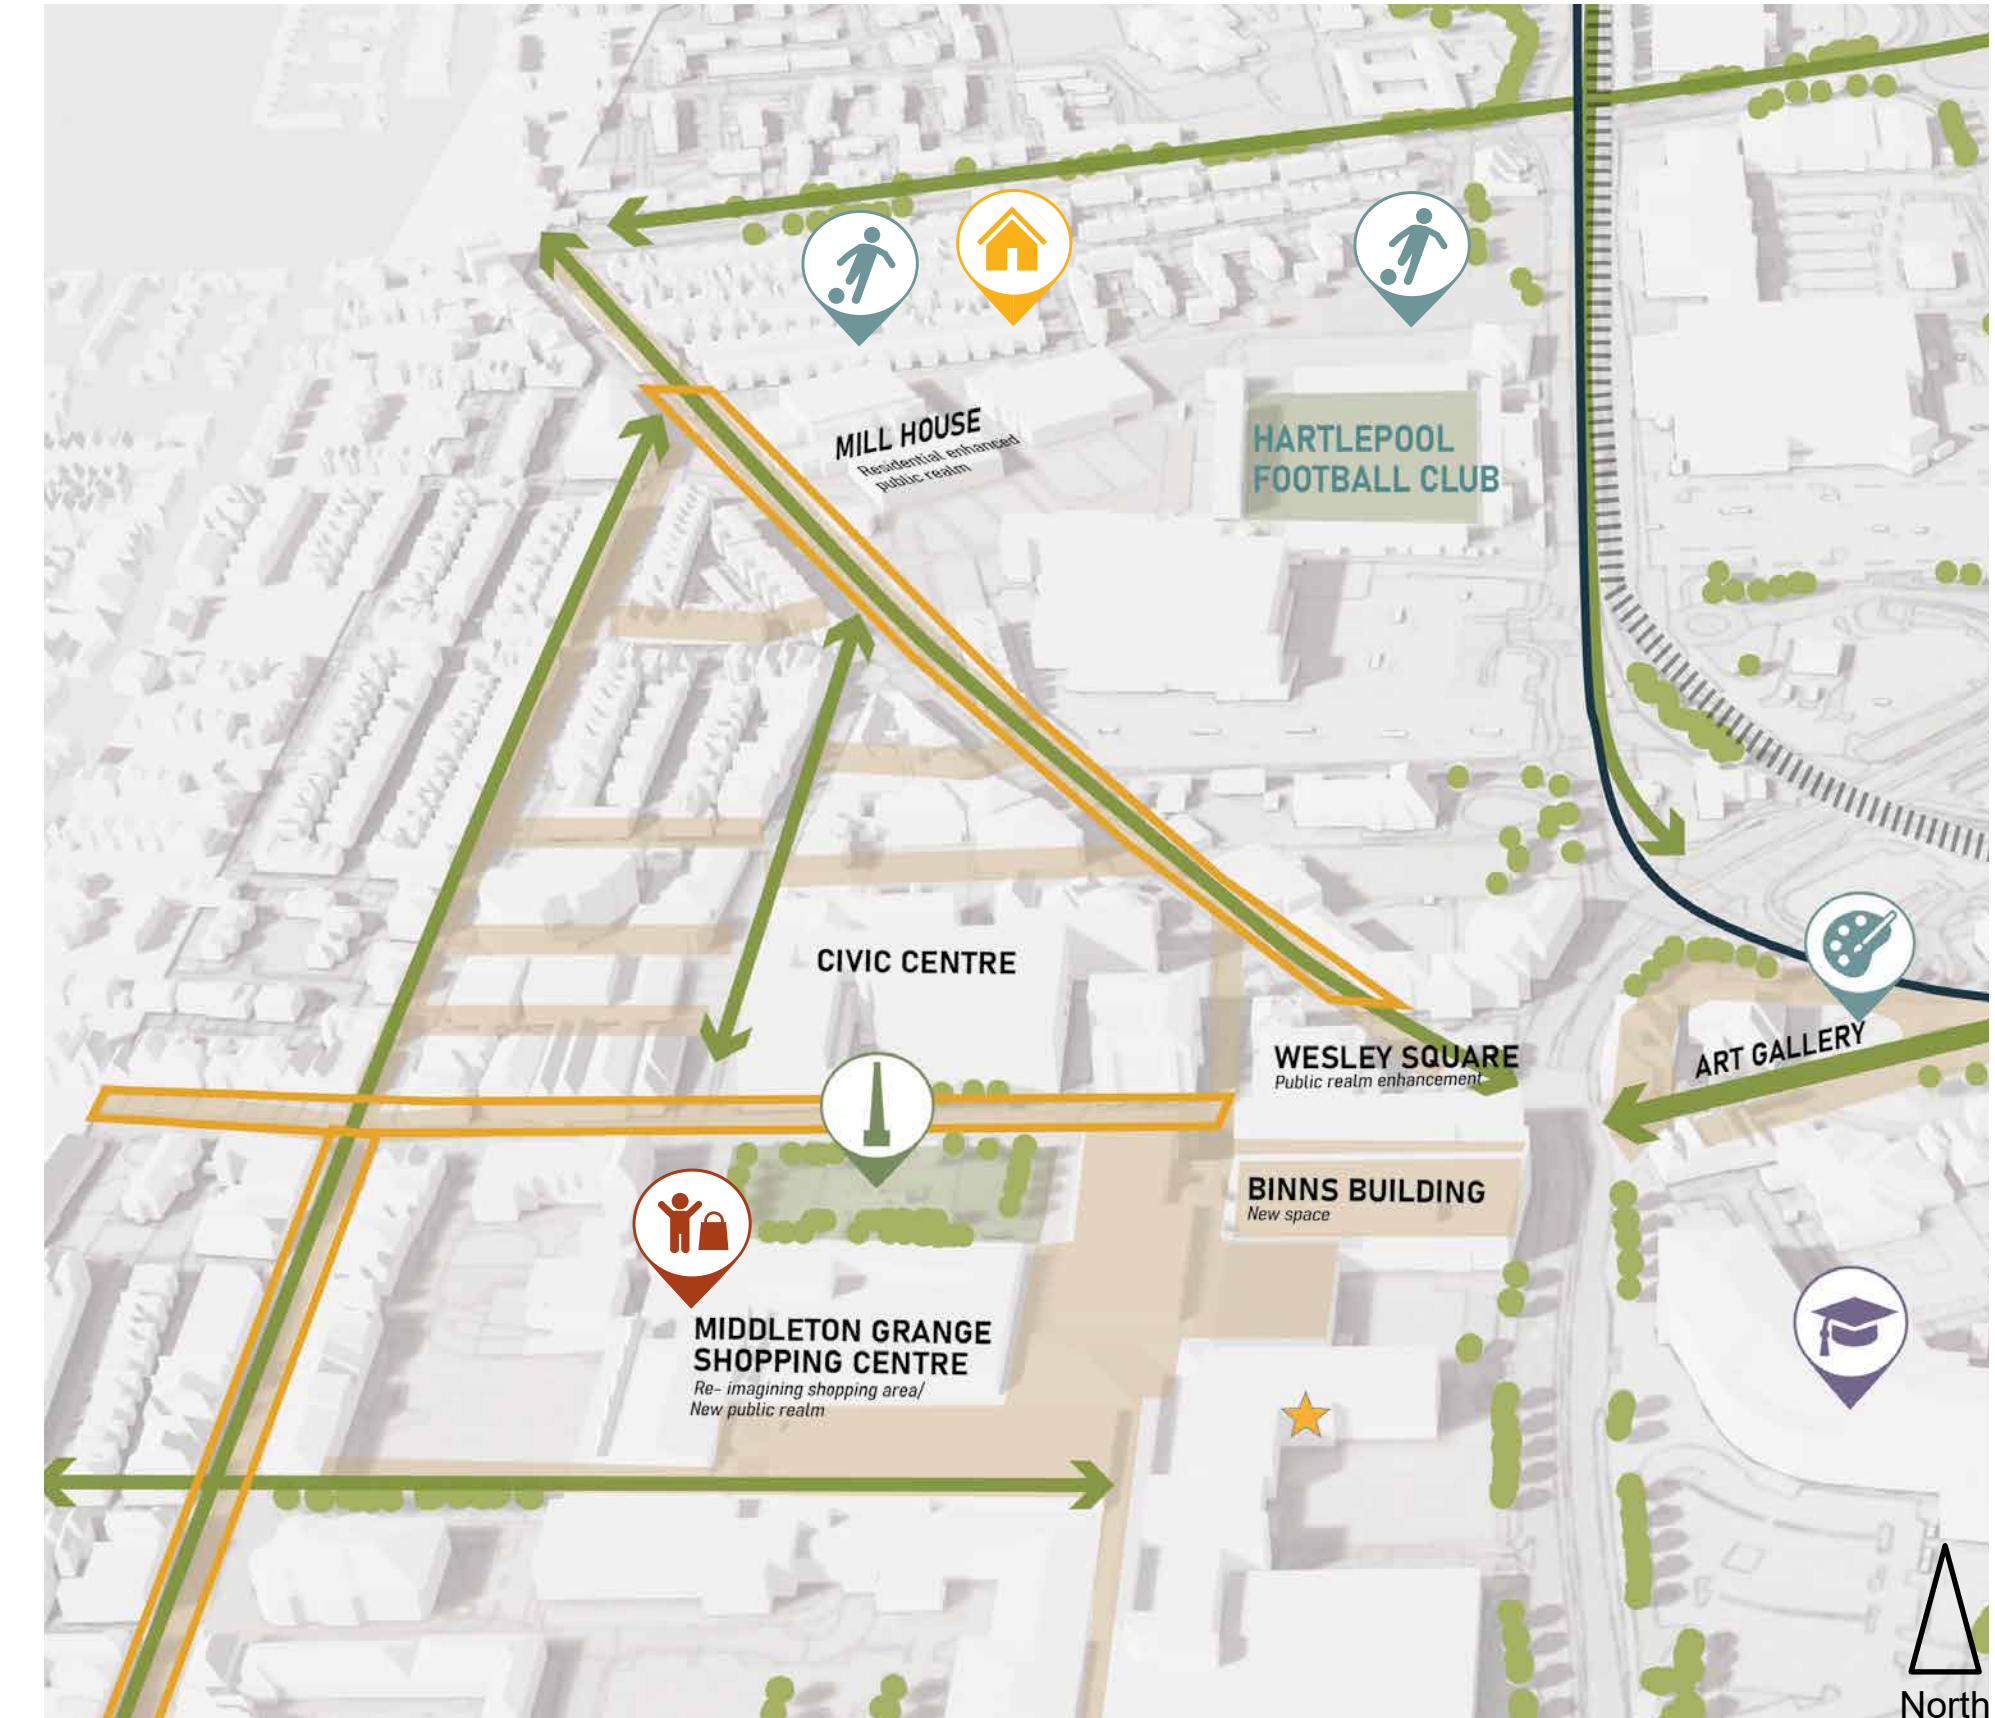 MILL HOUSE
Residential enhanced
public realm
HARTLEPOOL
FOOTBALL CLUB
CIVIC CENTRE
WESLEY SQUARE
Public realm enhancement
ART GALLERY
BINNS BUILDING
New space
MIDDLETON GRANGE
SHOPPING CENTRE
Re- imagining shopping area/
New public realm
North